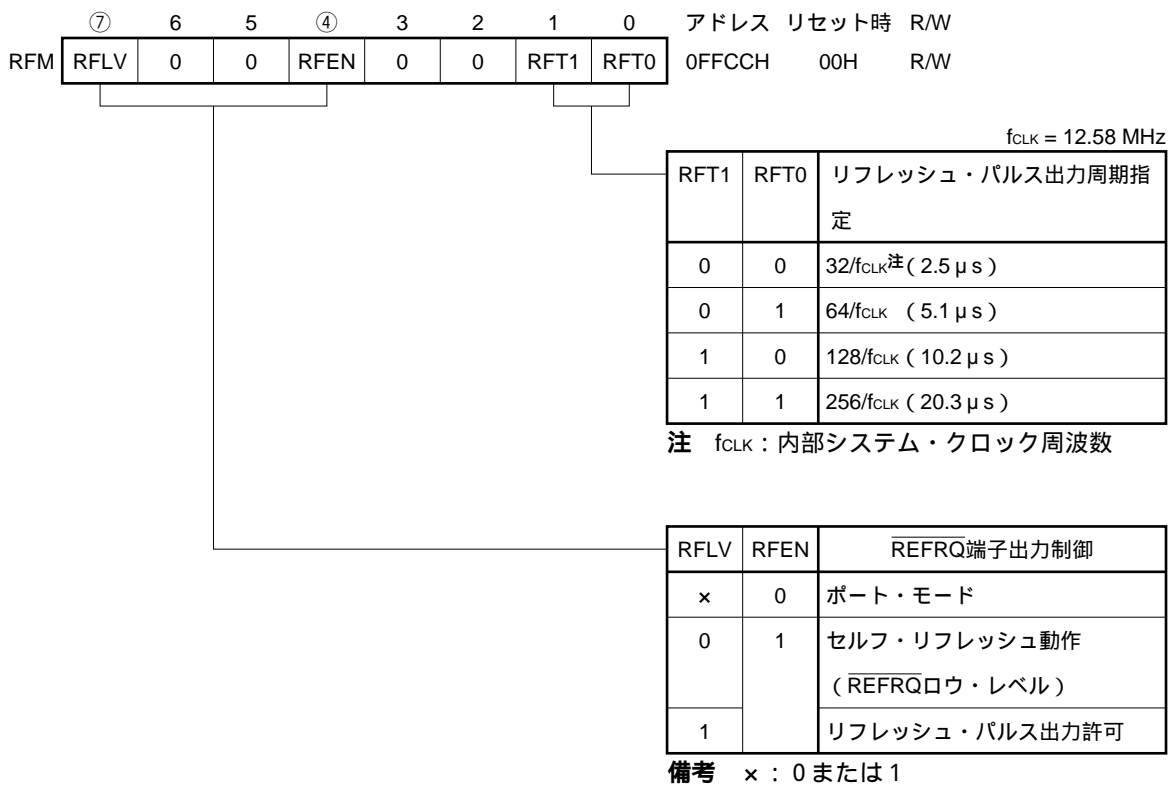 ⑦ 6 5 ④ 3 2 1 0 アドレス リセット時 R/W
RFM RFLV 0 0 RFEN 0 0 RFT1 RFT0 0FFCCH 00H R/W
fCLK = 12.58 MHz
RFT1 RFT0 リフレッシュ・パルス出力周期指
定
0 0 32/fCLK注(2.5 μs)
0 1 64/fCLK (5.1 μs)
1 0 128/fCLK(10.2 μs)
1 1 256/fCLK(20.3 μs)
注 fCLK:内部システム・クロック周波数
RFLV RFEN REFRQ端子出力制御
× 0 ポート・モード
0 1 セルフ・リフレッシュ動作
(REFRQロウ・レベル)
1 リフレッシュ・パルス出力許可
備考 ×:0または1